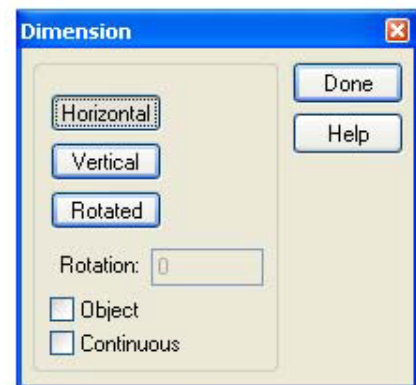 Dimension
Horizontal
Vertical
Rotated
Rotation: 0
Object
Continuous
Done
Help